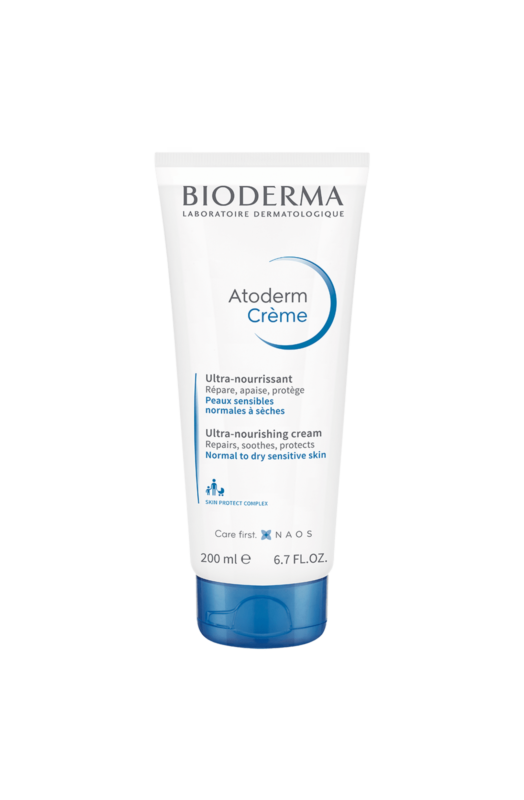 BIODERMA
LABORATOIRE DERMATOLOGIQUE
Atoderm
Crème
Ultra-nourrissant
Répare, apaise, protège
Peaux sensibles
normales à sèches
Ultra-nourishing cream
Repairs, soothes, protects
Normal to dry sensitive skin
SKIN PROTECT COMPLEX
Care first. NAOS
200 ml ℮ 6.7 FL.OZ.